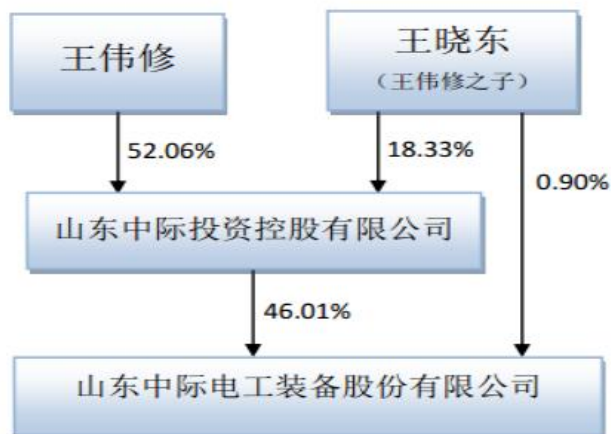 王伟修
王晓东
（王伟修之子）
52.06%
18.33%
0.90%
山东中际投资控股有限公司
46.01%
山东中际电工装备股份有限公司